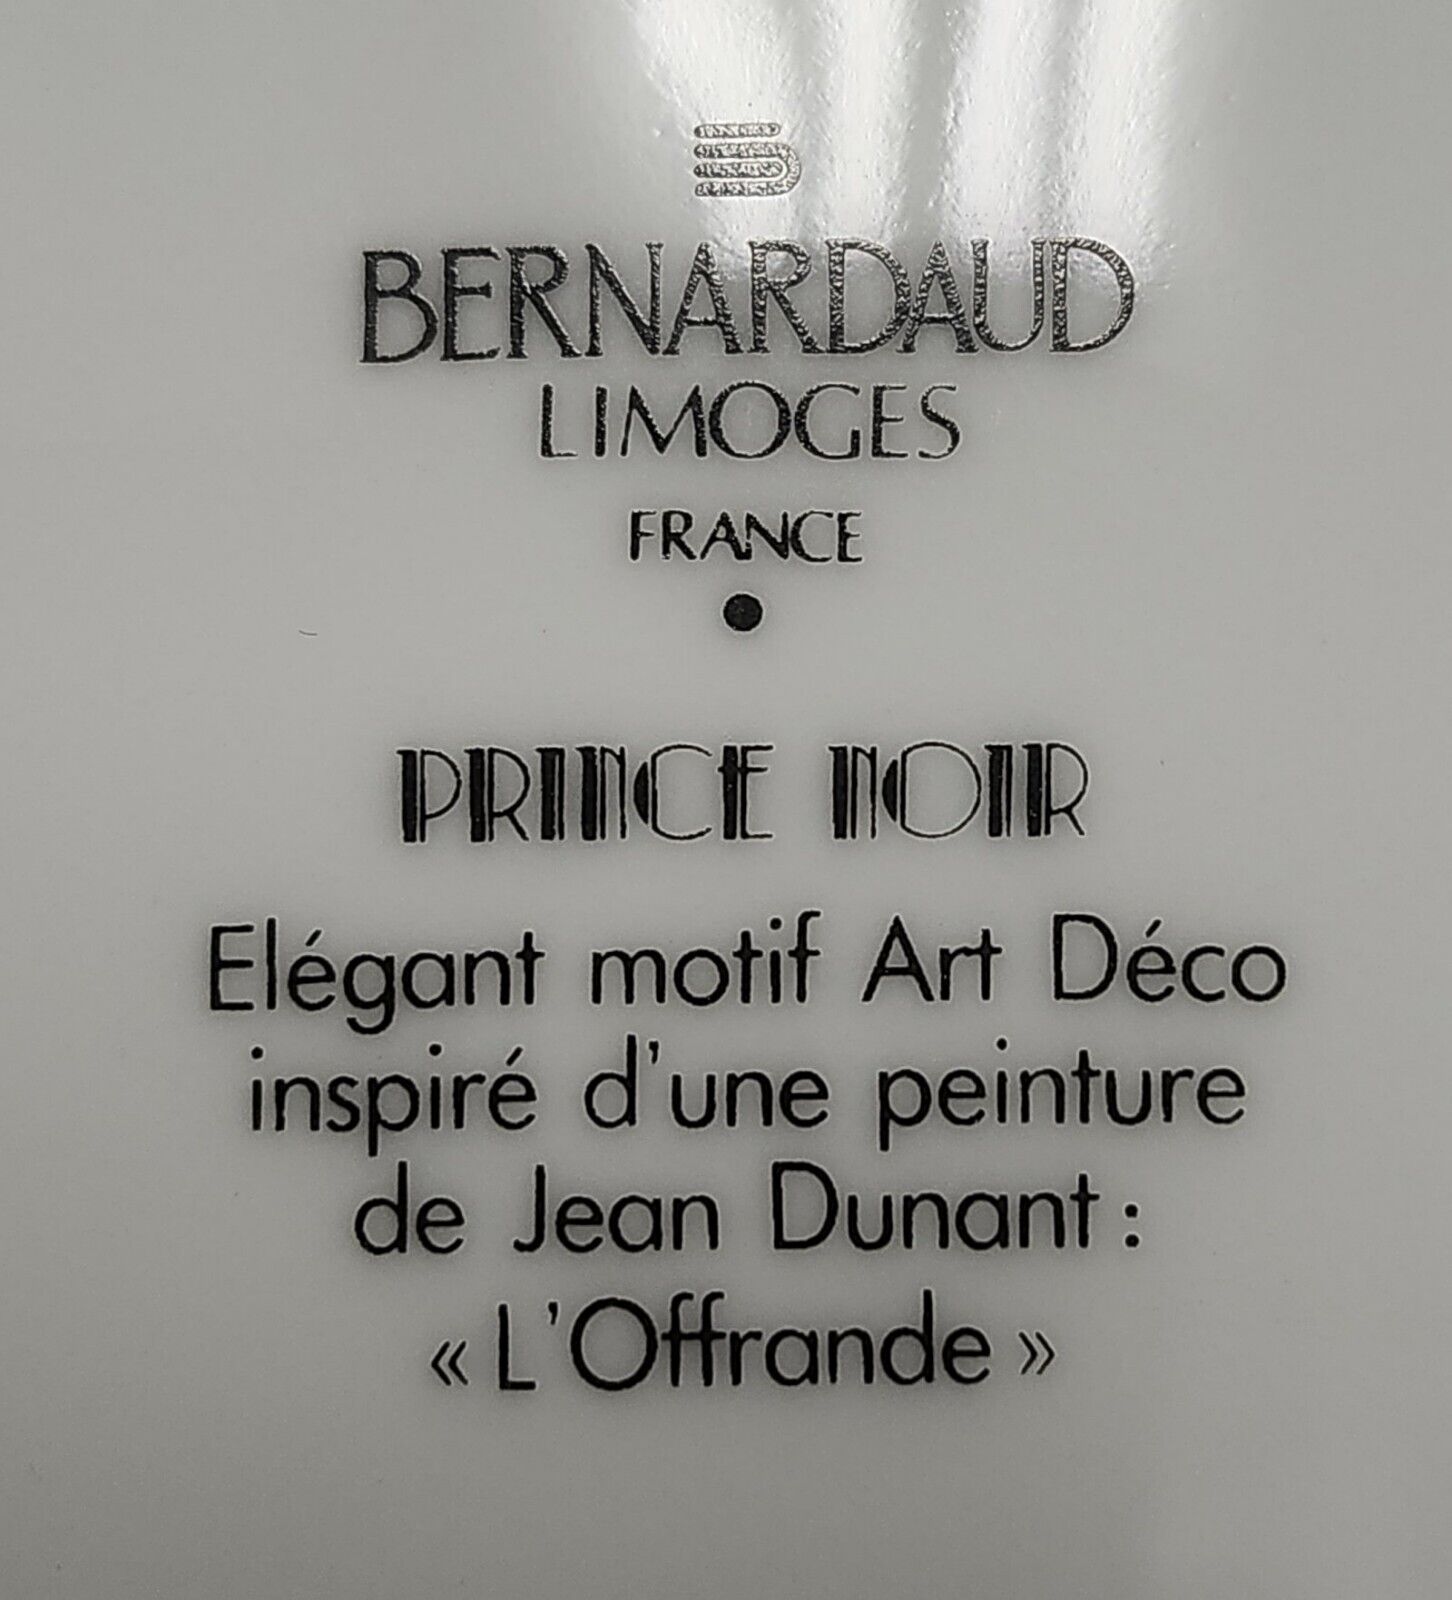 BERNARDAUD
LIMOGES
FRANCE
PRINCE NOIR
Elégant motif Art Déco
inspiré d'une peinture
de Jean Dunant :
« L'Offrande »